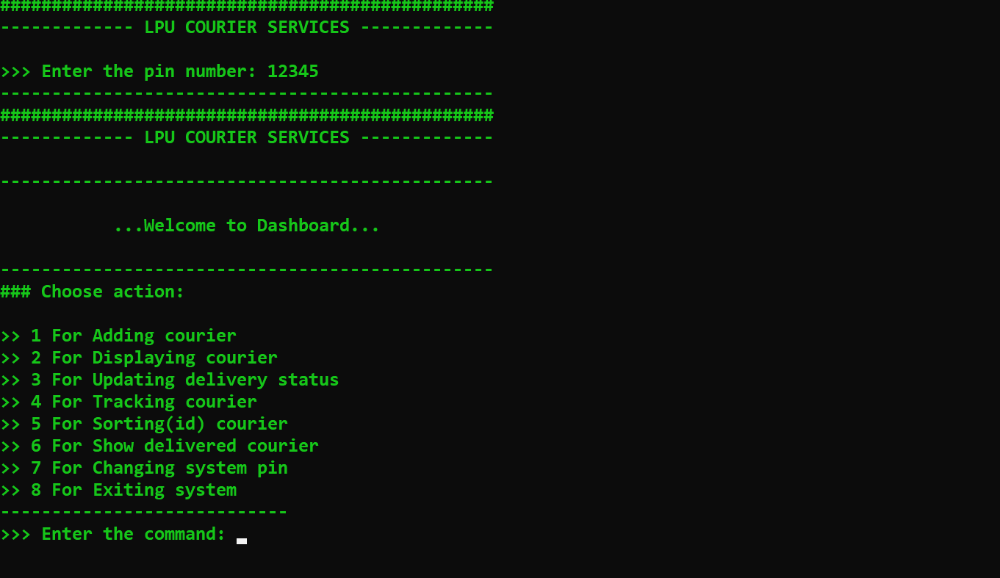 ################################################
------------- LPU COURIER SERVICES -------------
>>> Enter the pin number: 12345
------------------------------------------------
################################################
------------- LPU COURIER SERVICES -------------
------------------------------------------------
...Welcome to Dashboard...
------------------------------------------------
### Choose action:
>> 1 For Adding courier
>> 2 For Displaying courier
>> 3 For Updating delivery status
>> 4 For Tracking courier
>> 5 For Sorting(id) courier
>> 6 For Show delivered courier
>> 7 For Changing system pin
>> 8 For Exiting system
----------------------------
>>> Enter the command: